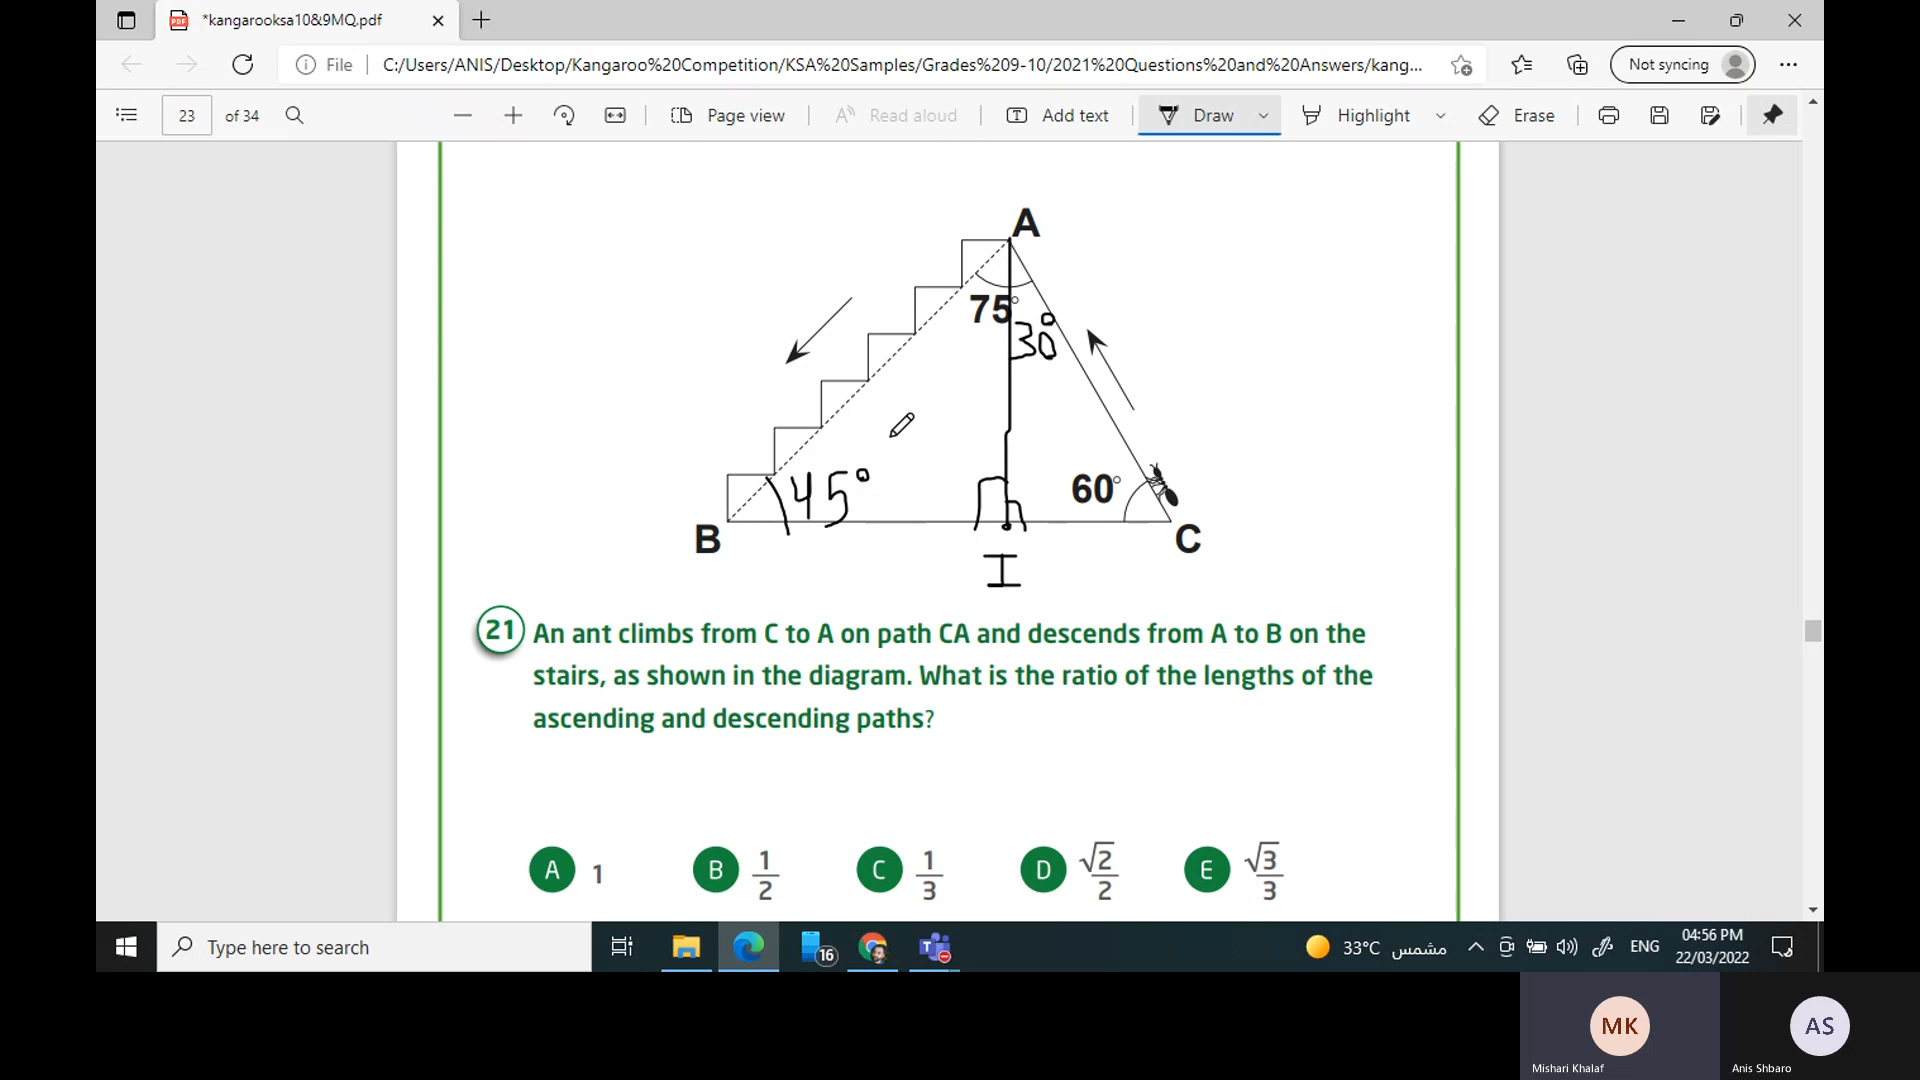 *kangarooksa10&9MQ.pdf
File
C:/Users/ANIS/Desktop/Kangaroo%20Competition/KSA%20Samples/Grades%209-10/2021%20Questions%20and%20Answers/kang...
Not syncing
23 of 34
Page view
Read aloud
Add text
Draw
Highlight
Erase
A
75°
30°
45°
60°
B
C
I
21 An ant climbs from C to A on path CA and descends from A to B on the
stairs, as shown in the diagram. What is the ratio of the lengths of the
ascending and descending paths?
A 1 B 1/2 C 1/3 D √2/2 E √3/3
Type here to search
16
33°C مشمس
ENG
04:56 PM
22/03/2022
MK
Mishari Khalaf
AS
Anis Shbaro